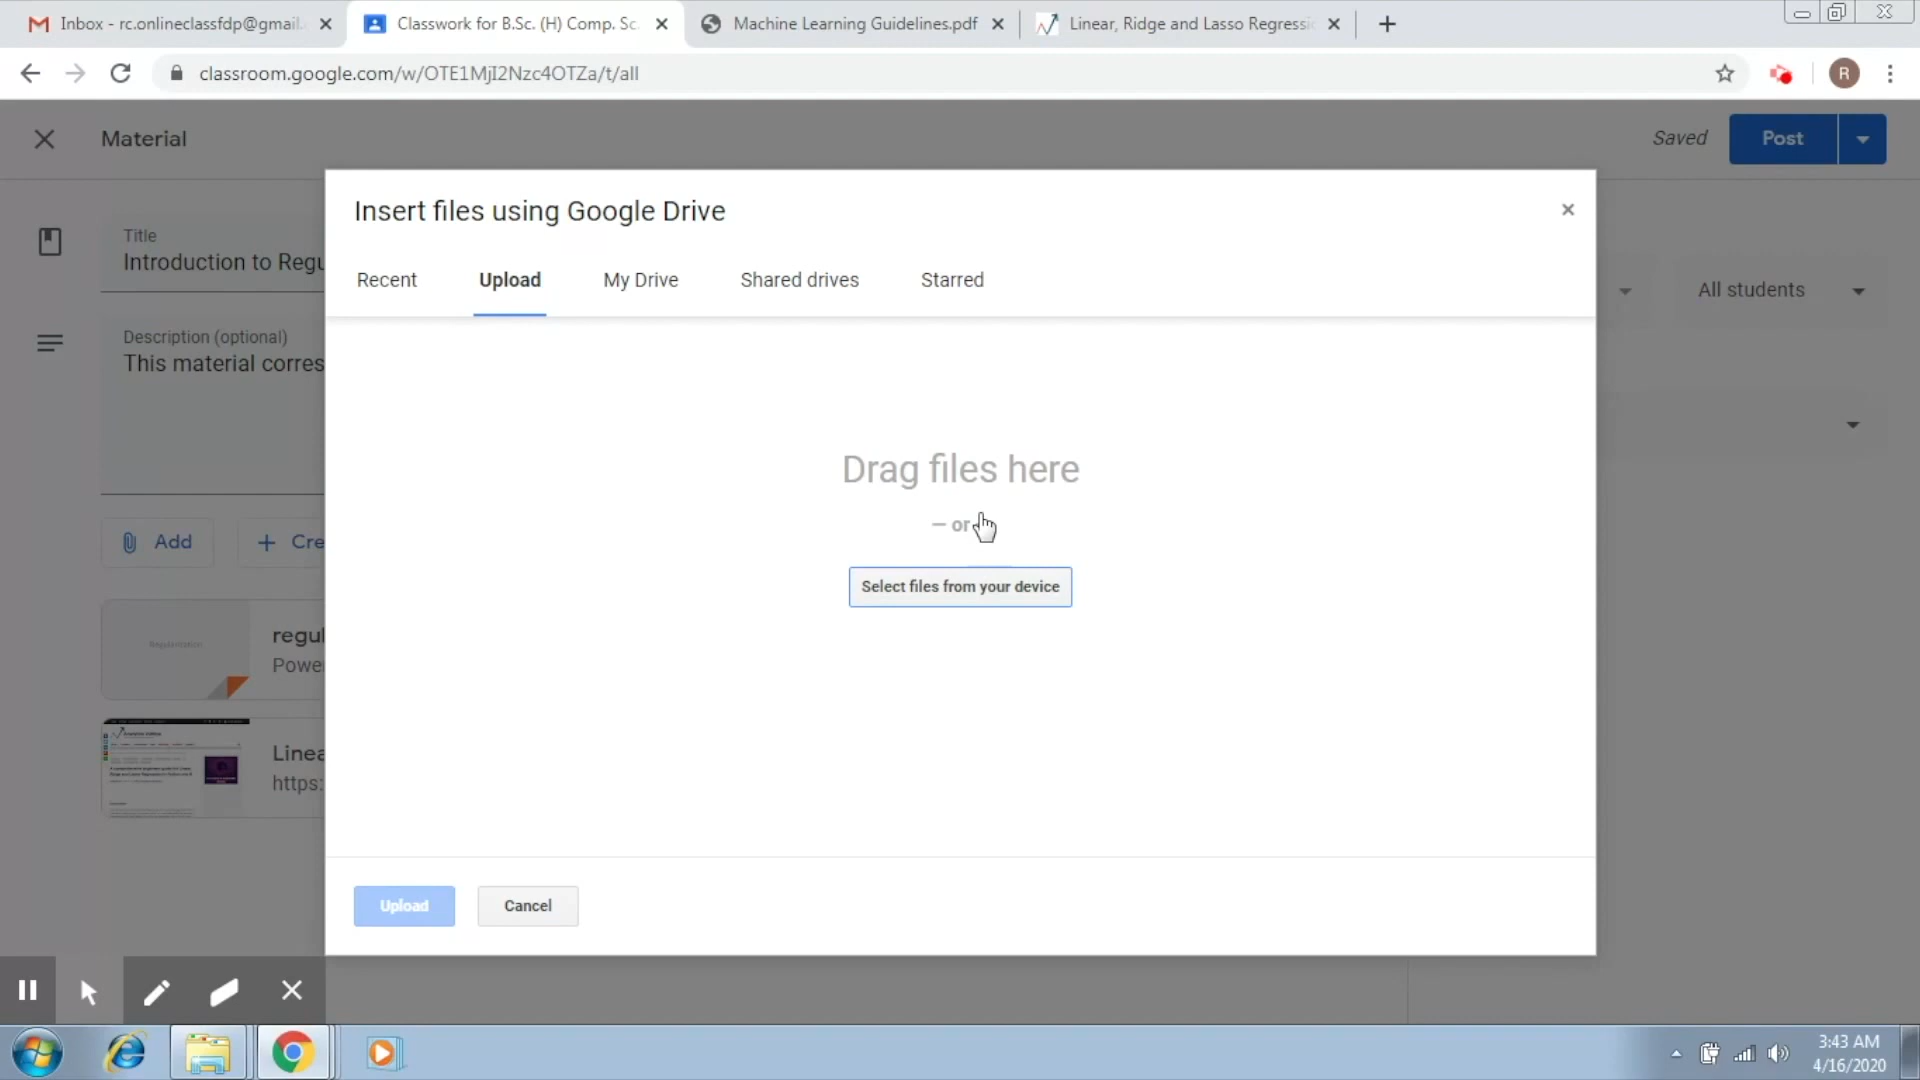 Inbox - rc.onlineclassfdp@gmail.
Classwork for B.Sc. (H) Comp. Sc.
Machine Learning Guidelines.pdf
Linear, Ridge and Lasso Regressi
classroom.google.com/w/OTE1MjI2Nzc4OTZa/t/all
R
Material
Saved
Post
Insert files using Google Drive
Title
Introduction to Regu
Recent
Upload
My Drive
Shared drives
Starred
All students
Description (optional)
This material corres
Drag files here
— or
Select files from your device
Add
Cre
Regularization
regul
Power
Linea
https:
Upload
Cancel
3:43 AM
4/16/2020